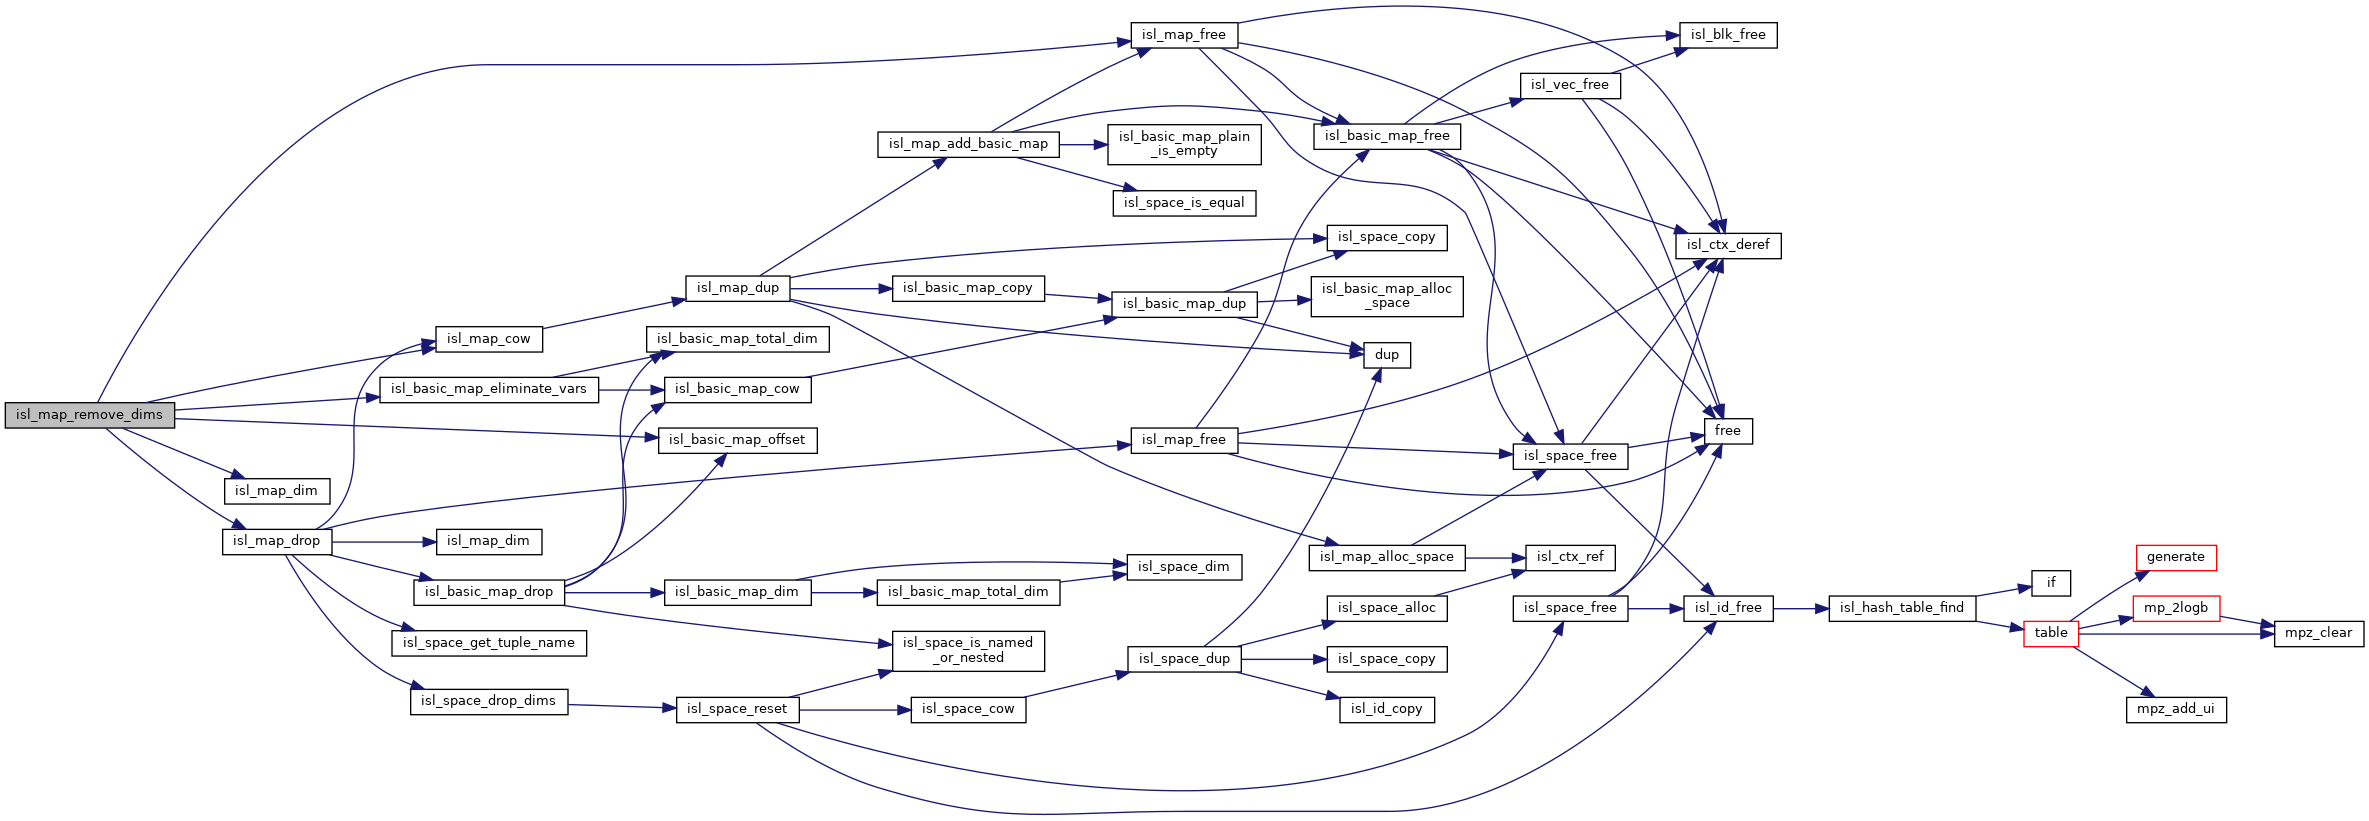 isl_map_remove_dims
isl_map_free
isl_map_cow
isl_basic_map_eliminate_vars
isl_basic_map_offset
isl_map_dim
isl_map_drop
isl_map_dup
isl_basic_map_total_dim
isl_basic_map_cow
isl_map_dim
isl_basic_map_drop
isl_space_get_tuple_name
isl_space_drop_dims
isl_map_add_basic_map
isl_basic_map_copy
isl_basic_map_dim
isl_basic_map_total_dim
isl_space_is_named
_or_nested
isl_space_reset
isl_space_cow
isl_basic_map_plain
_is_empty
isl_space_is_equal
isl_basic_map_dup
isl_map_free
isl_space_dim
isl_space_dup
isl_basic_map_free
isl_space_copy
isl_basic_map_alloc
_space
dup
isl_map_alloc_space
isl_space_alloc
isl_space_copy
isl_id_copy
isl_vec_free
isl_space_free
isl_ctx_ref
isl_space_free
isl_blk_free
isl_ctx_deref
free
isl_id_free
isl_hash_table_find
if
table
generate
mp_2logb
mpz_clear
mpz_add_ui